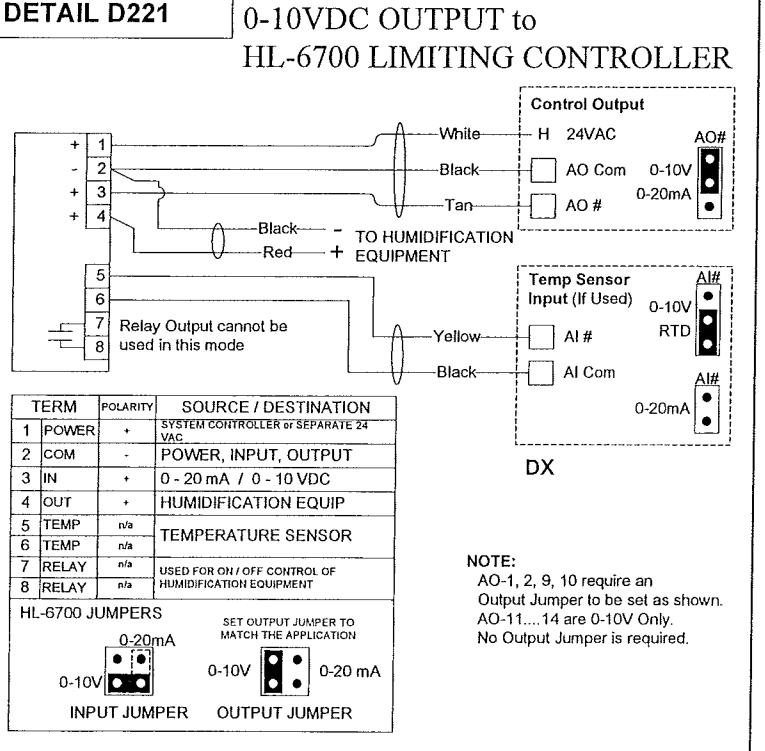 DETAIL D221
0-10VDC OUTPUT to
HL-6700 LIMITING CONTROLLER
Control Output
+ 1
White
H 24VAC
AO#
- 2
Black
AO Com
0-10V
+ 3
Tan
AO #
0-20mA
+ 4
Black - TO HUMIDIFICATION
Red + EQUIPMENT
5
6
7
8
Relay Output cannot be
used in this mode
Temp Sensor
Input (If Used)
AI#
0-10V
RTD
Yellow
AI #
Black
AI Com
AI#
0-20mA
DX
TERM POLARITY SOURCE / DESTINATION
1 POWER + SYSTEM CONTROLLER or SEPARATE 24
VAC
2 COM - POWER, INPUT, OUTPUT
3 IN + 0 - 20 mA / 0 - 10 VDC
4 OUT + HUMIDIFICATION EQUIP
5 TEMP n/a
TEMPERATURE SENSOR
6 TEMP n/a
7 RELAY n/a USED FOR ON / OFF CONTROL OF
8 RELAY n/a HUMIDIFICATION EQUIPMENT
HL-6700 JUMPERS
0-20mA
0-10V
INPUT JUMPER
SET OUTPUT JUMPER TO
MATCH THE APPLICATION
0-10V 0-20 mA
OUTPUT JUMPER
NOTE:
AO-1, 2, 9, 10 require an
Output Jumper to be set as shown.
AO-11....14 are 0-10V Only.
No Output Jumper is required.